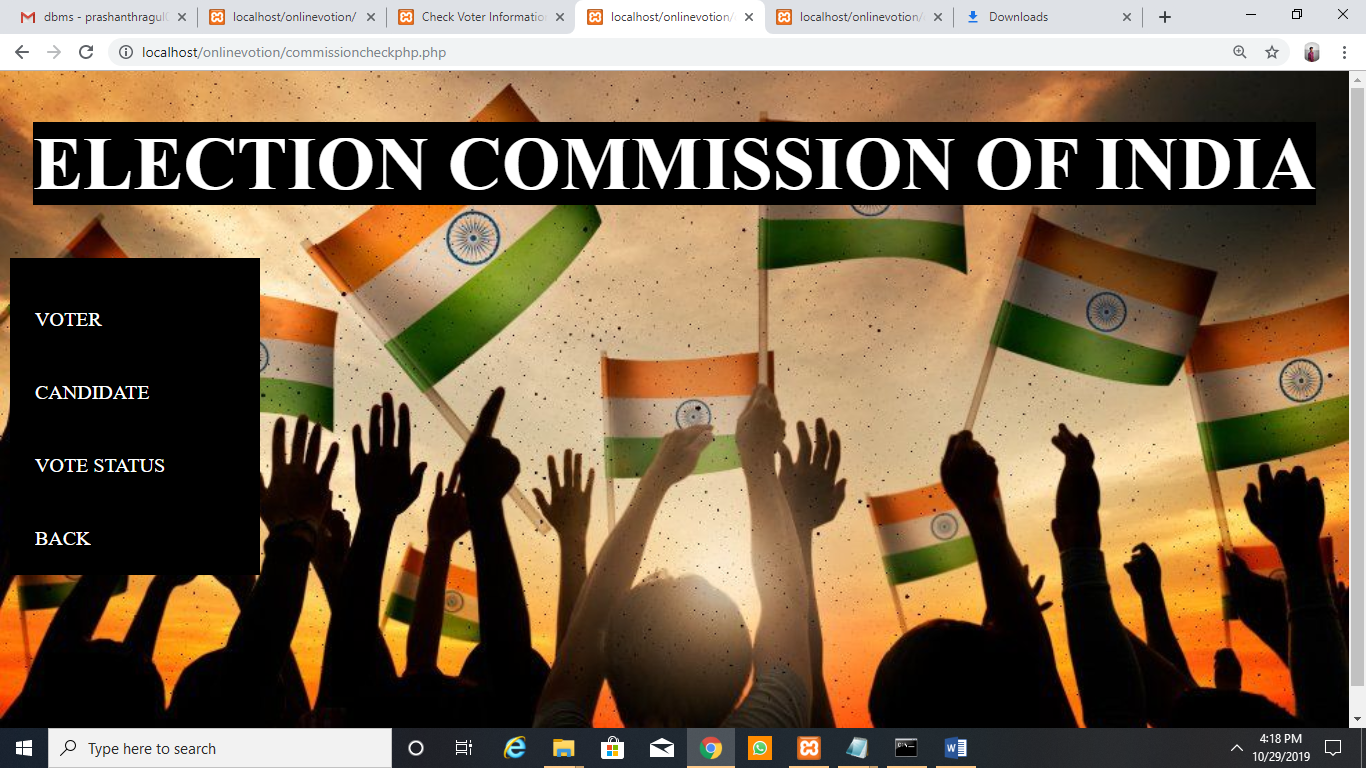 dbms - prashanthragul
localhost/onlinevotion/
Check Voter Information
localhost/onlinevotion/
localhost/onlinevotion/
Downloads
localhost/onlinevotion/commissioncheckphp.php
ELECTION COMMISSION OF INDIA
VOTER
CANDIDATE
VOTE STATUS
BACK
Type here to search
4:18 PM
10/29/2019